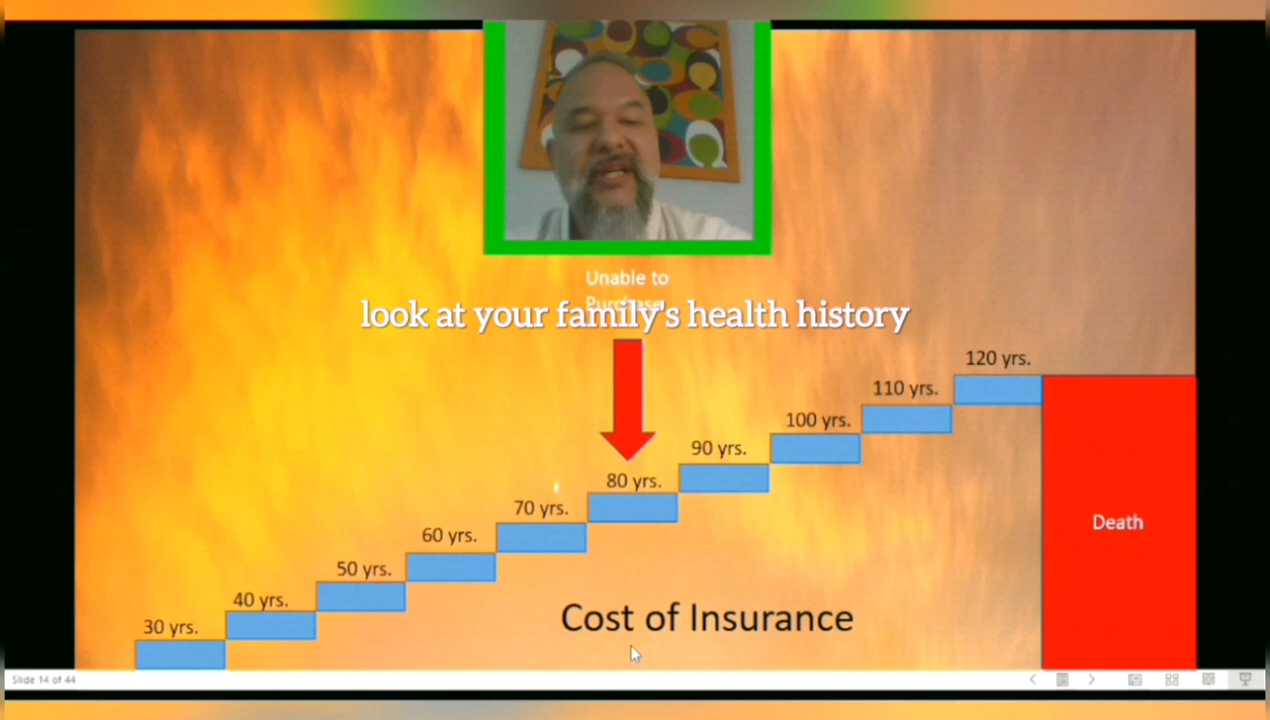 Unable to
Purchase
look at your family's health history
120 yrs.
110 yrs.
100 yrs.
90 yrs.
80 yrs.
70 yrs.
60 yrs.
50 yrs.
40 yrs.
30 yrs.
Death
Cost of Insurance
Slide 14 of 44